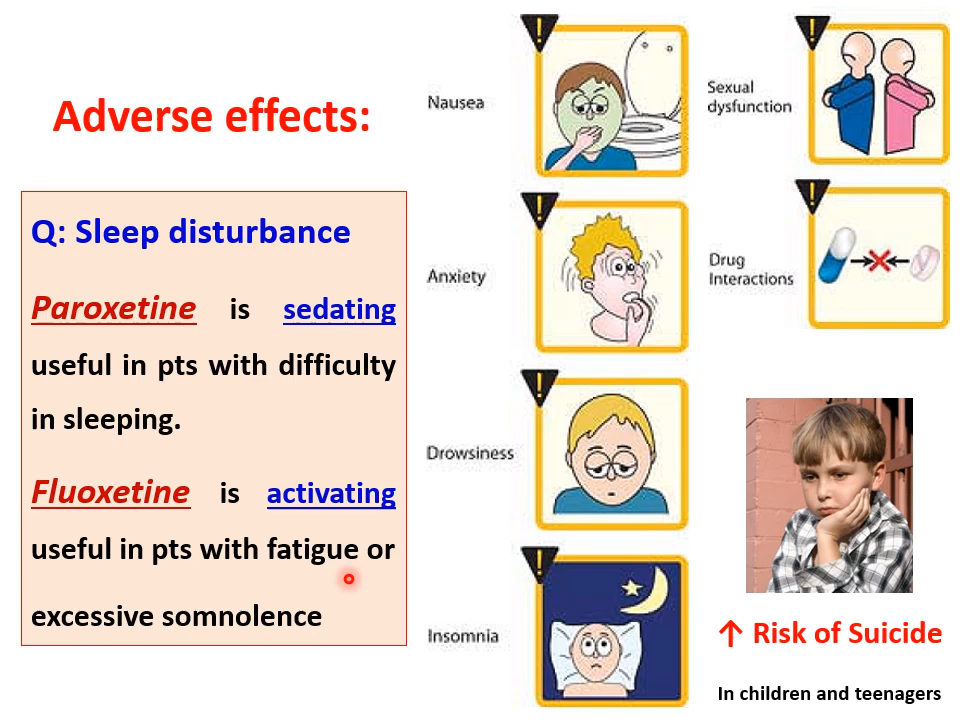 Adverse effects:
Q: Sleep disturbance
Paroxetine is sedating
useful in pts with difficulty
in sleeping.
Fluoxetine is activating
useful in pts with fatigue or
excessive somnolence
!
Nausea
!
Anxiety
!
Drowsiness
!
Insomnia
!
Sexual
dysfunction
!
Drug
Interactions
↑ Risk of Suicide
In children and teenagers